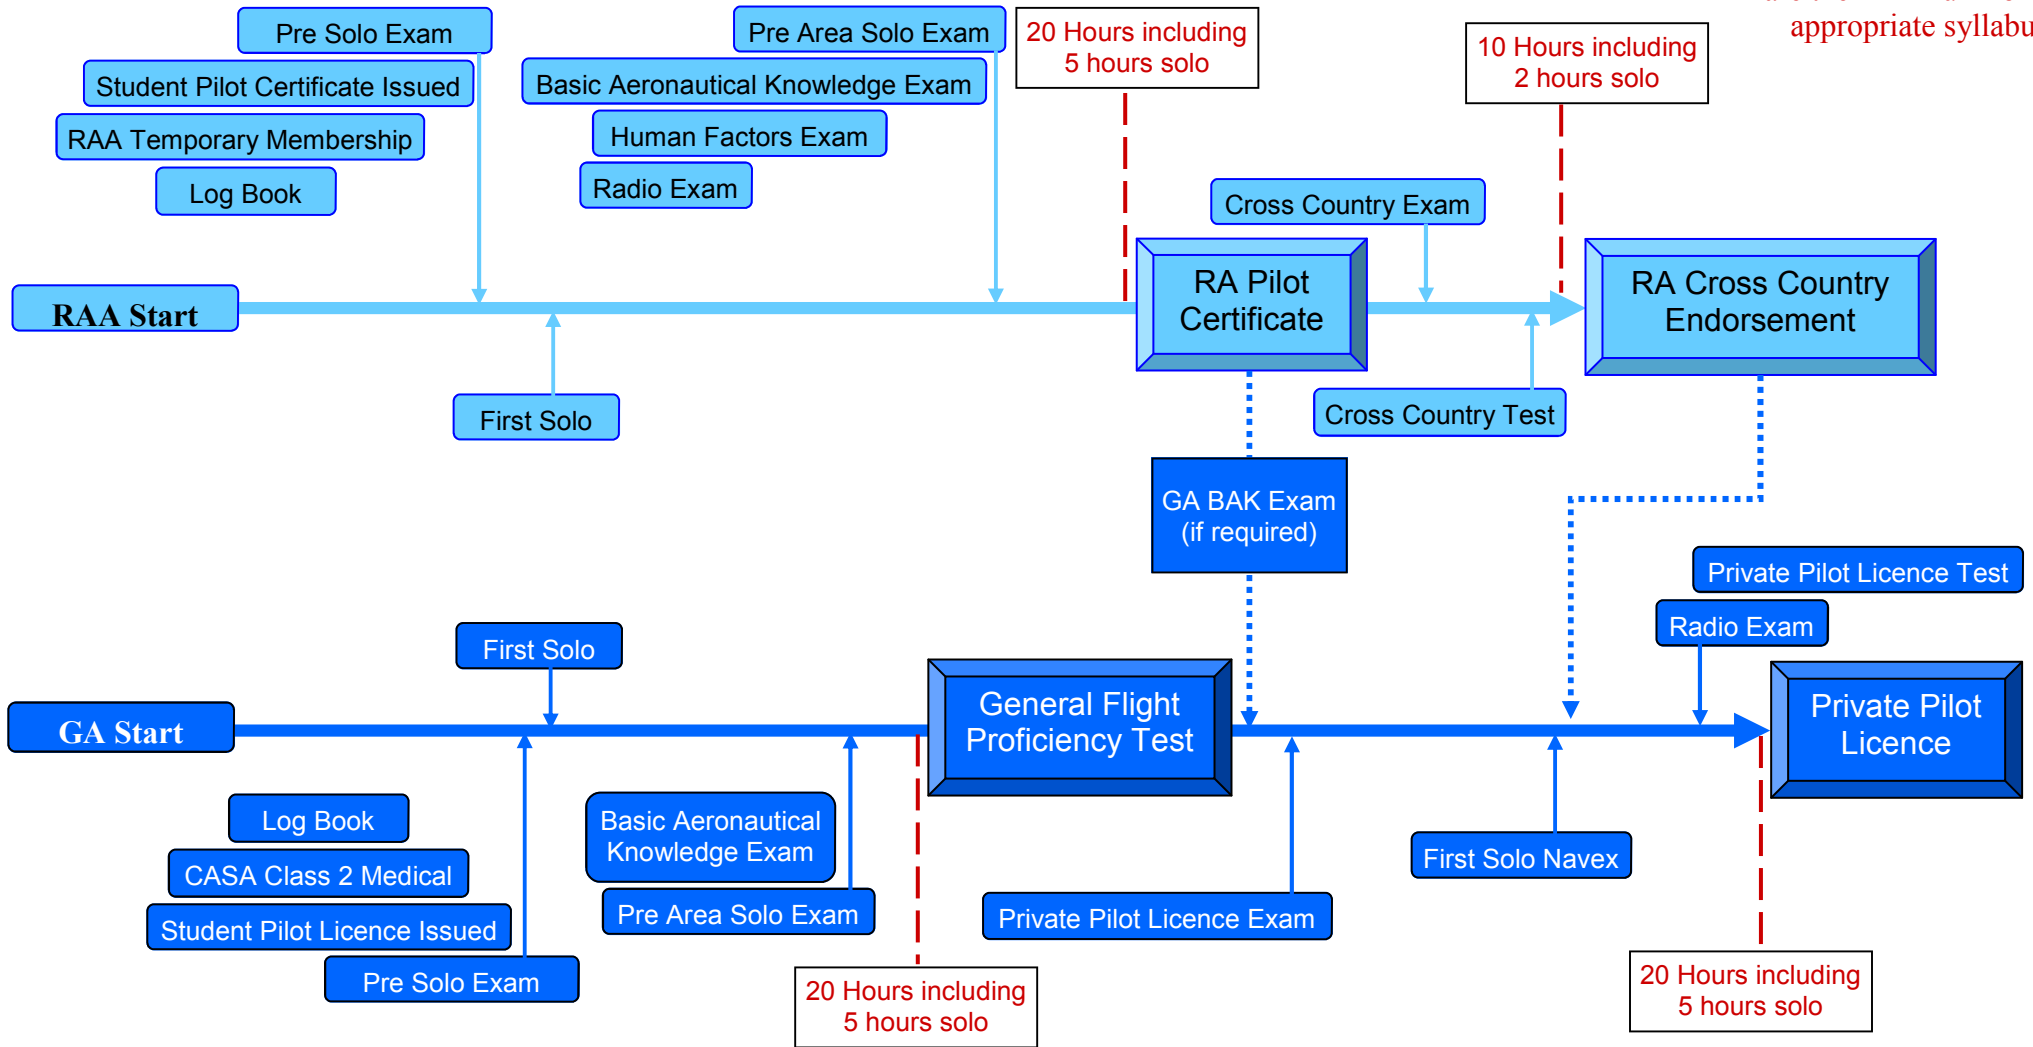 appropriate syllabu
Pre Solo Exam
Student Pilot Certificate Issued
RAA Temporary Membership
Log Book
Pre Area Solo Exam
Basic Aeronautical Knowledge Exam
Human Factors Exam
Radio Exam
20 Hours including
5 hours solo
10 Hours including
2 hours solo
Cross Country Exam
RAA Start
RA Pilot
Certificate
RA Cross Country
Endorsement
First Solo
Cross Country Test
GA BAK Exam
(if required)
Private Pilot Licence Test
Radio Exam
First Solo
GA Start
General Flight
Proficiency Test
Private Pilot
Licence
Log Book
CASA Class 2 Medical
Student Pilot Licence Issued
Pre Solo Exam
Basic Aeronautical
Knowledge Exam
Pre Area Solo Exam
Private Pilot Licence Exam
First Solo Navex
20 Hours including
5 hours solo
20 Hours including
5 hours solo